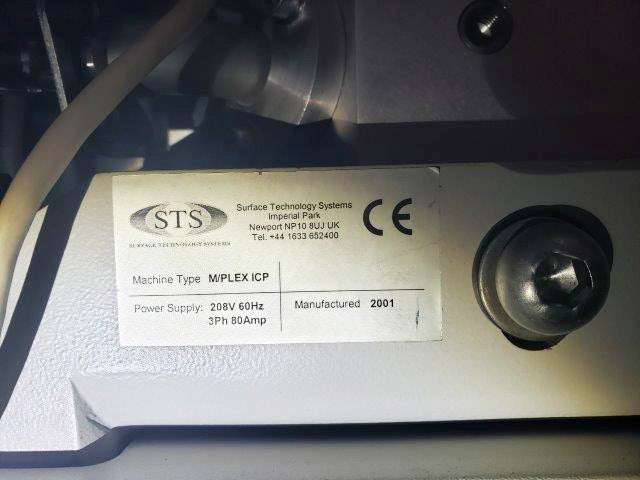 STS
SURFACE TECHNOLOGY SYSTEMS
Surface Technology Systems
Imperial Park
Newport NP10 8UJ UK
Tel. +44 1633 652400
CE
Machine Type M/PLEX ICP
Power Supply: 208V 60Hz
3Ph 80Amp
Manufactured 2001